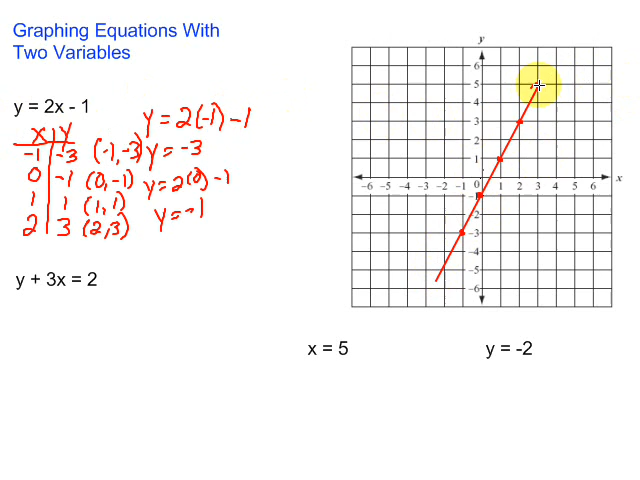 Graphing Equations With
Two Variables
y = 2x - 1
X | Y
-1 | -3 (-1,-3)
0 | -1 (0,-1)
1 | 1 (1,1)
2 | 3 (2,3)
y = 2(-1) - 1
y = -3
y = 2(0) - 1
y = -1
y + 3x = 2
y
6
5
4
3
2
1
-6 -5 -4 -3 -2 -1 0 1 2 3 4 5 6 x
-1
-2
-3
-4
-5
-6
x = 5
y = -2